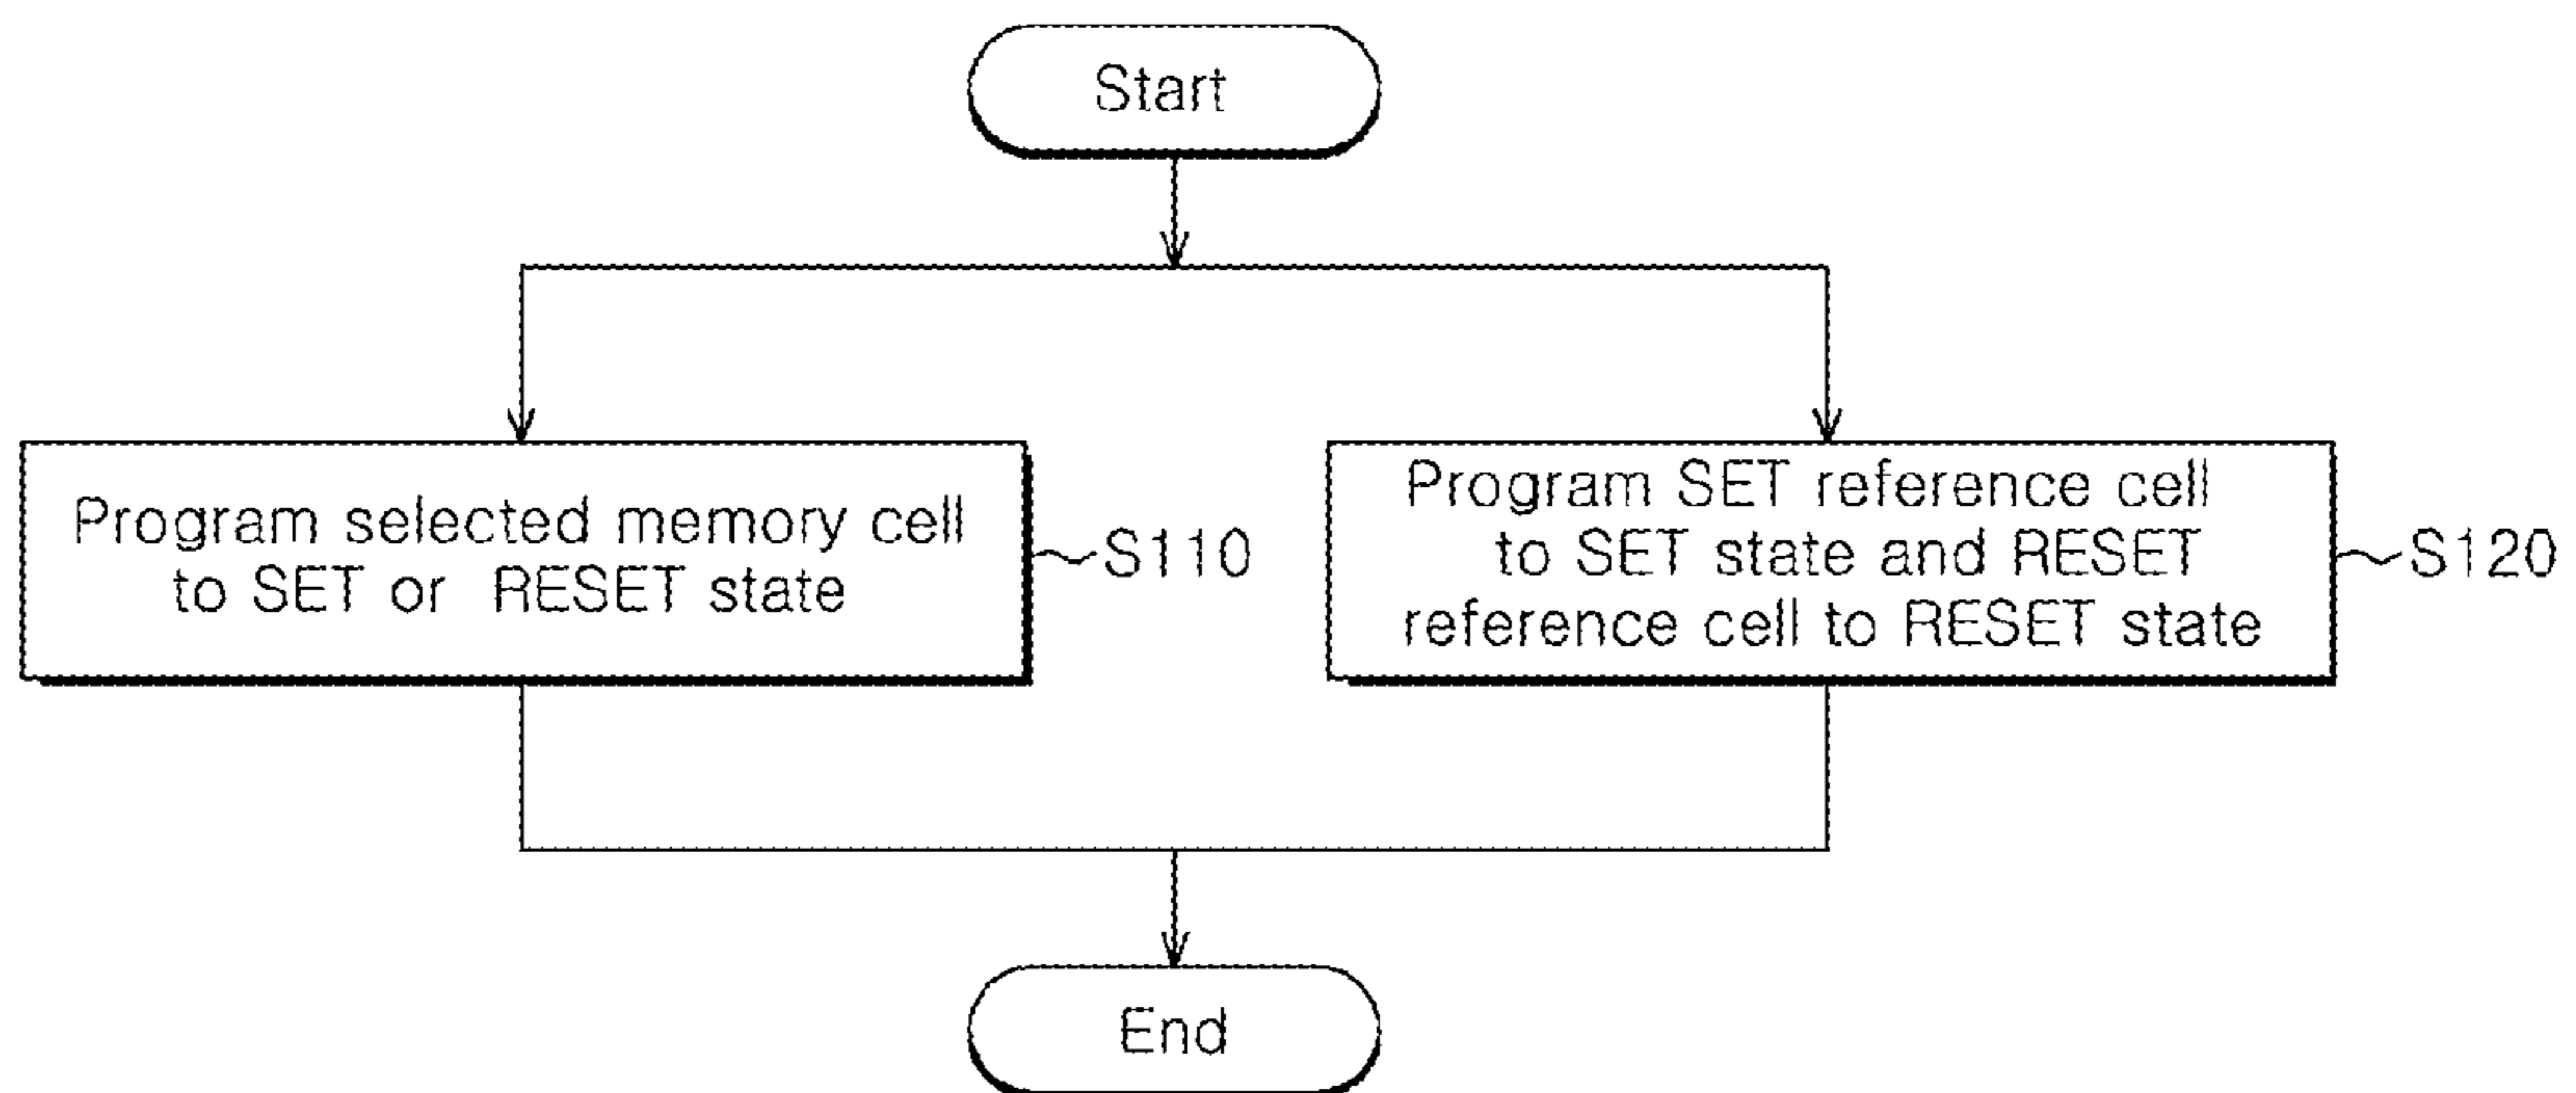 Start
Program selected memory cell
to SET or RESET state
S110
Program SET reference cell
to SET state and RESET
reference cell to RESET state
S120
End